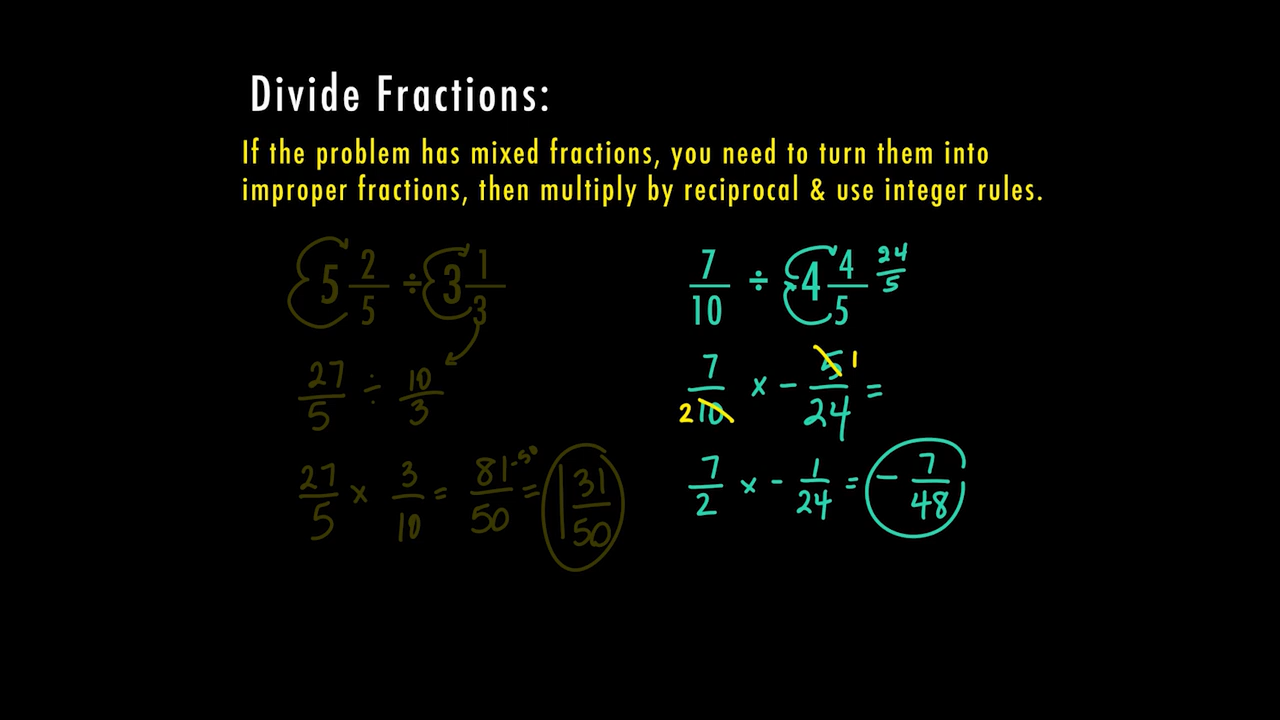 Divide Fractions:
If the problem has mixed fractions, you need to turn them into
improper fractions, then multiply by reciprocal & use integer rules.
5 2/5 ÷ 3 1/3
27/5 ÷ 10/3
27/5 x 3/10 = 81/50 -50 = 1 31/50
7/10 ÷ 4 4/5 24/5
7/10 2 x - 5/24 1 =
7/2 x - 1/24 = - 7/48